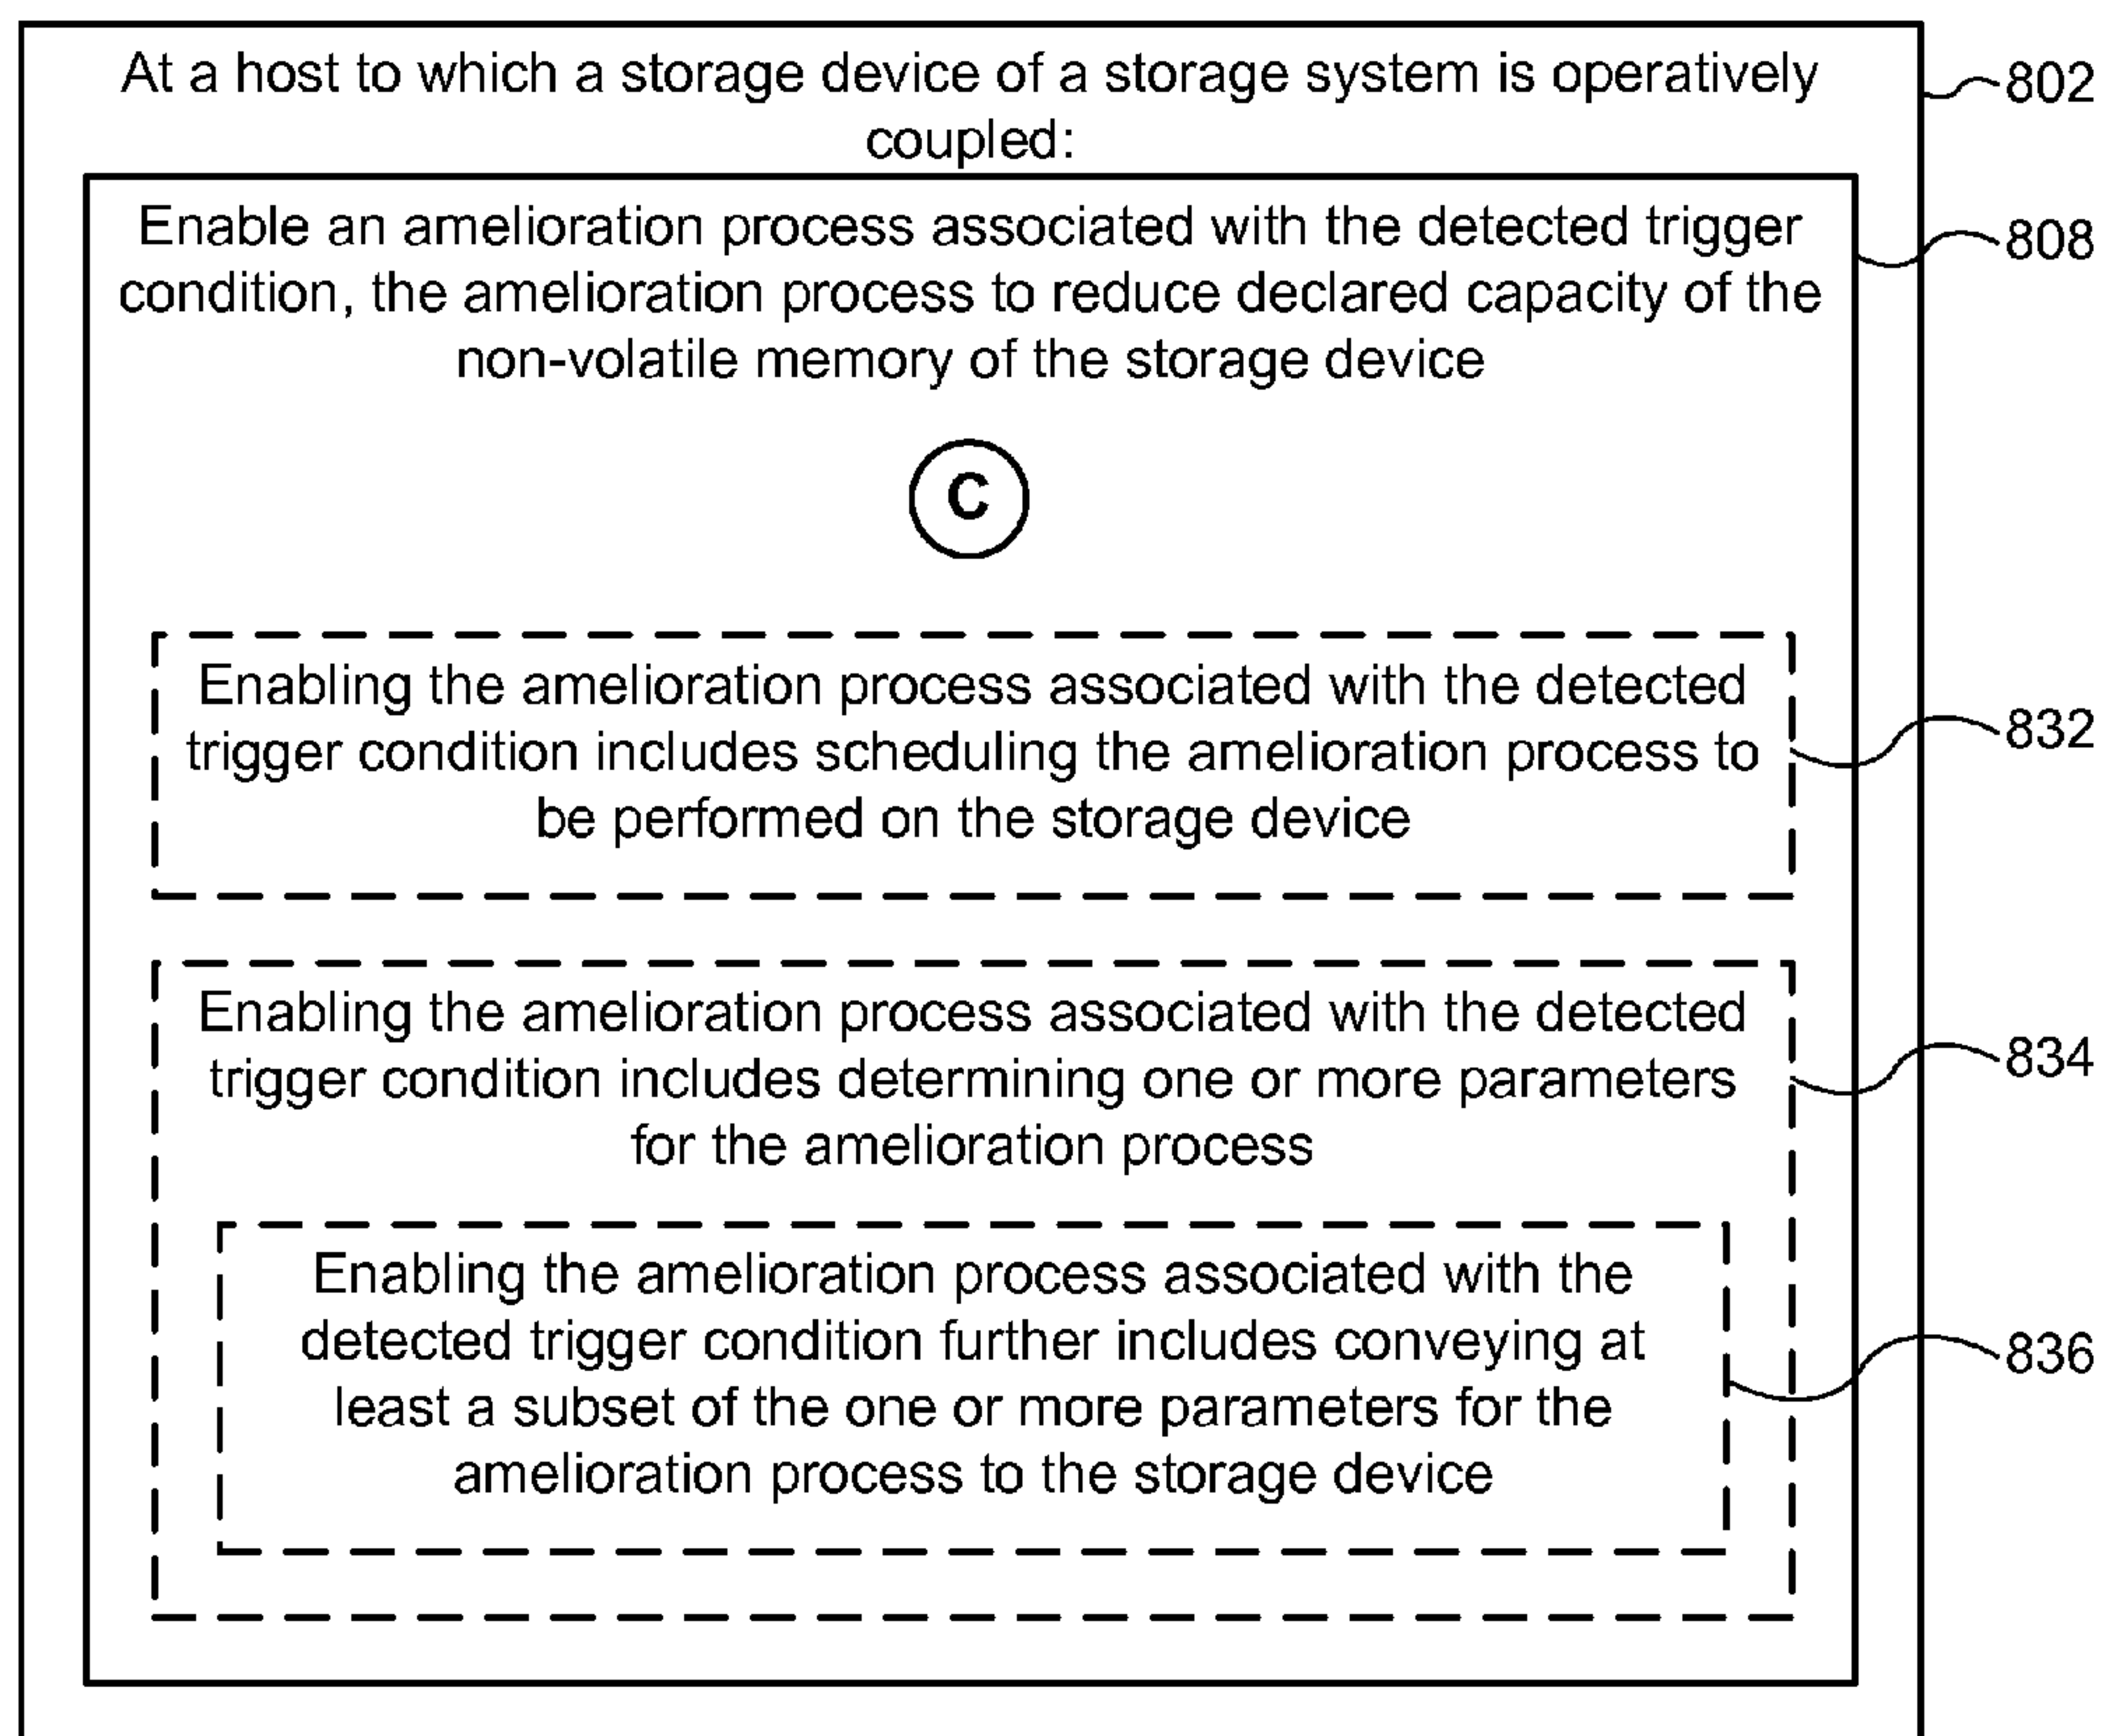 At a host to which a storage device of a storage system is operatively
coupled:
802
Enable an amelioration process associated with the detected trigger
condition, the amelioration process to reduce declared capacity of the
non-volatile memory of the storage device
808
C
Enabling the amelioration process associated with the detected
trigger condition includes scheduling the amelioration process to
be performed on the storage device
832
Enabling the amelioration process associated with the detected
trigger condition includes determining one or more parameters
for the amelioration process
834
Enabling the amelioration process associated with the
detected trigger condition further includes conveying at
least a subset of the one or more parameters for the
amelioration process to the storage device
836